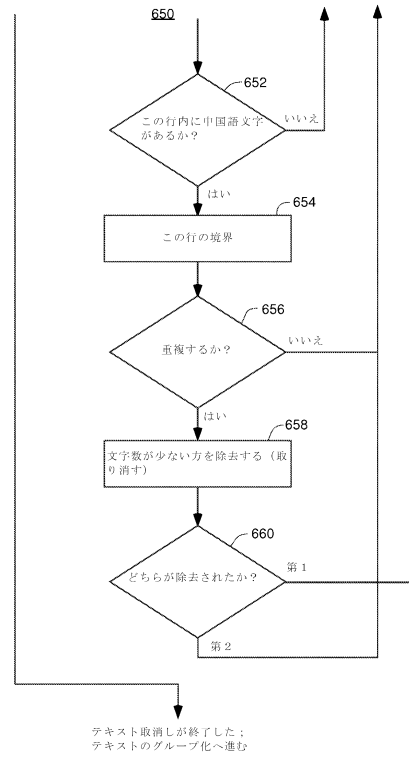 650
652
この行内に中国語文字
があるか?
いいえ
はい
654
この行の境界
656
重複するか?
いいえ
はい
658
文字数が少ない方を除去する(取
り消す)
660
どちらが除去されたか?
第1
第2
テキスト取消しが終了した;
テキストのグループ化へ進む